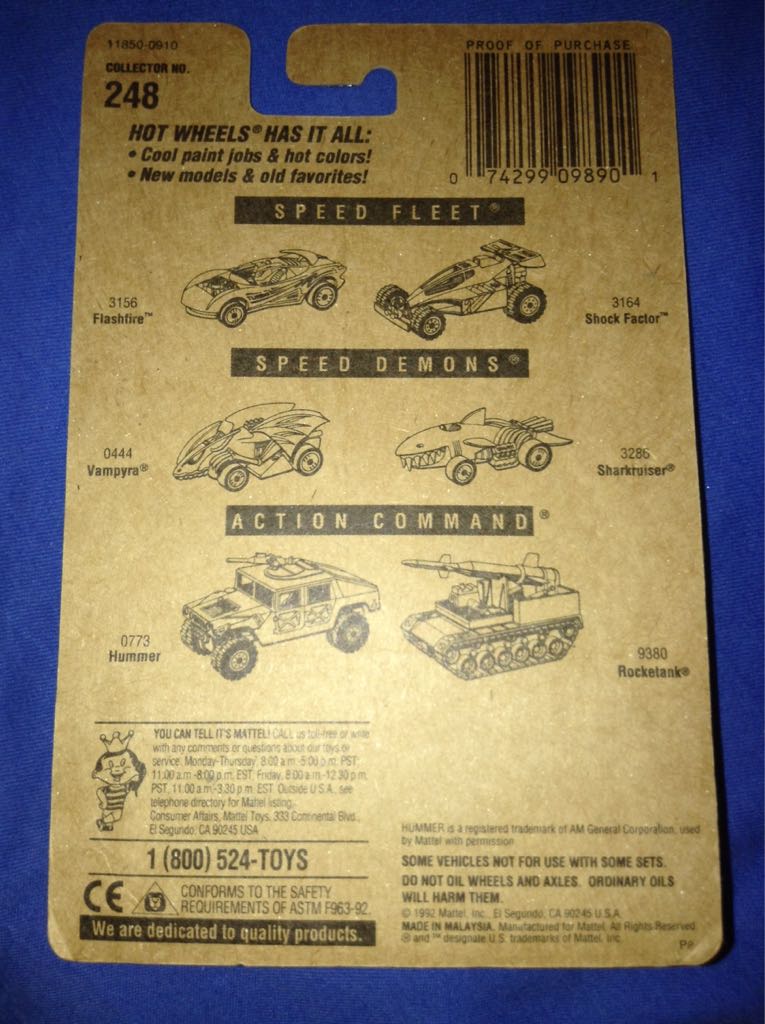 11850-0910
PROOF OF PURCHASE
COLLECTOR NO.
248
HOT WHEELS® HAS IT ALL:
• Cool paint jobs & hot colors!
• New models & old favorites!
0 74299 09890 1
SPEED FLEET®
3156
Flashfire™
3164
Shock Factor™
SPEED DEMONS®
0444
Vampyra®
3286
Sharkruiser®
ACTION COMMAND®
0773
Hummer
9380
Rocketank®
YOU CAN TELL IT'S MATTEL! CALL us toll-free or write
with any comments or questions about our toys or
service. Monday-Thursday, 8:00 a.m.-5:00 p.m. PST,
11:00 a.m.-8:00 p.m. EST, Friday, 8:00 a.m.-12:30 p.m.
PST, 11:00 a.m.-3:30 p.m. EST. Outside U.S.A., see
telephone directory for Mattel listing.
Consumer Affairs, Mattel Toys, 333 Continental Blvd.,
El Segundo, CA 90245 USA
1 (800) 524-TOYS
CE CONFORMS TO THE SAFETY
REQUIREMENTS OF ASTM F963-92.
We are dedicated to quality products.
HUMMER is a registered trademark of AM General Corporation, used
by Mattel with permission
SOME VEHICLES NOT FOR USE WITH SOME SETS.
DO NOT OIL WHEELS AND AXLES. ORDINARY OILS
WILL HARM THEM.
© 1992 Mattel, Inc., El Segundo, CA 90245 U.S.A.
MADE IN MALAYSIA. Manufactured for Mattel. All Rights Reserved.
® and ™ designate U.S. trademarks of Mattel, Inc.